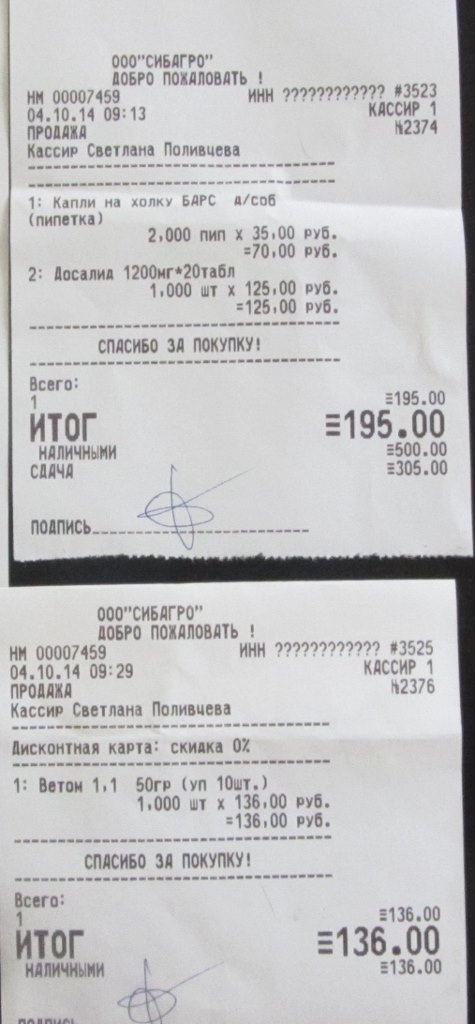 ООО"СИБАГРО"
ДОБРО ПОЖАЛОВАТЬ !
НМ 00007459 ИНН ???????????? #3523
04.10.14 09:13 КАССИР 1
ПРОДАЖА №2374
Кассир Светлана Поливцева
1: Капли на холку БАРС д/соб
(пипетка)
2,000 пип X 35,00 руб.
=70,00 руб.
2: Досалид 1200мг*20табл
1,000 шт X 125,00 руб.
=125,00 руб.
СПАСИБО ЗА ПОКУПКУ!
Всего:
1 ≡195.00
ИТОГ ≡195.00
НАЛИЧНЫМИ ≡500.00
СДАЧА ≡305.00
ПОДПИСЬ
ООО"СИБАГРО"
ДОБРО ПОЖАЛОВАТЬ !
НМ 00007459 ИНН ???????????? #3525
04.10.14 09:29 КАССИР 1
ПРОДАЖА №2376
Кассир Светлана Поливцева
Дисконтная карта: скидка 0%
1: Ветом 1,1 50гр (уп 10шт.)
1,000 шт X 136,00 руб.
=136,00 руб.
СПАСИБО ЗА ПОКУПКУ!
Всего:
1 ≡136.00
ИТОГ ≡136.00
НАЛИЧНЫМИ ≡136.00
ПОДПИСЬ